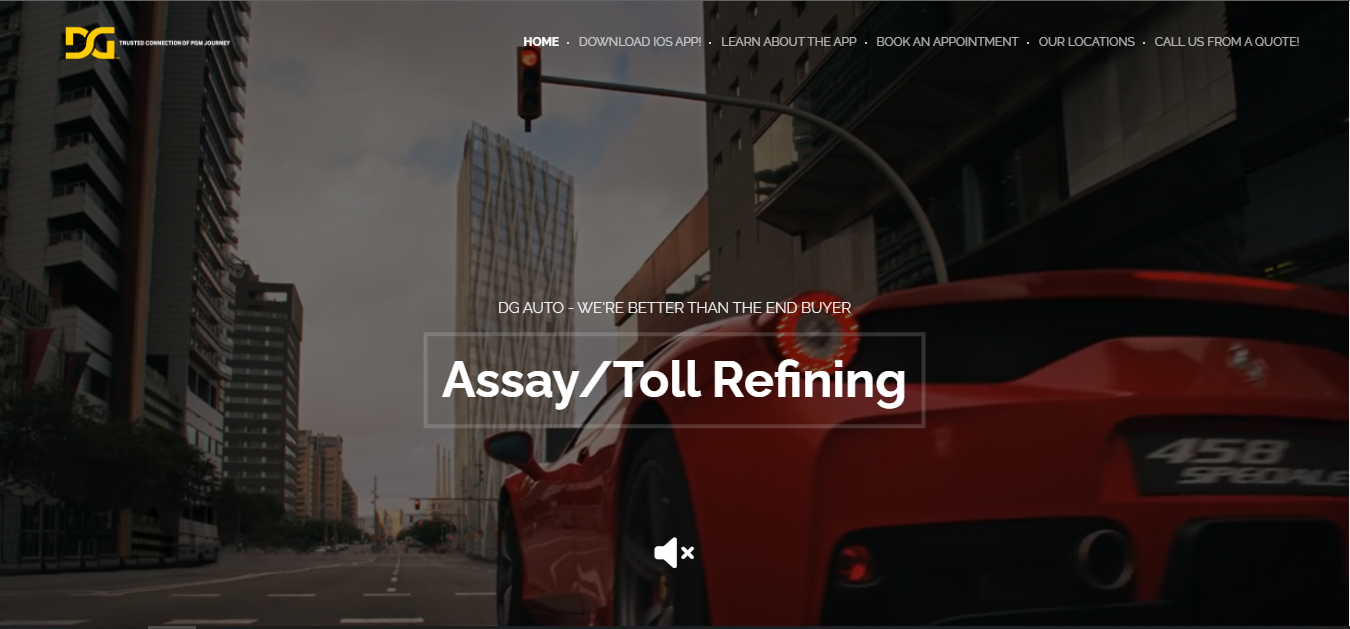 DG TRUSTED CONNECTION OF PGM JOURNEY
HOME · DOWNLOAD IOS APP! · LEARN ABOUT THE APP · BOOK AN APPOINTMENT · OUR LOCATIONS · CALL US FROM A QUOTE!
DG AUTO - WE'RE BETTER THAN THE END BUYER
Assay/Toll Refining
458
SPECIALE